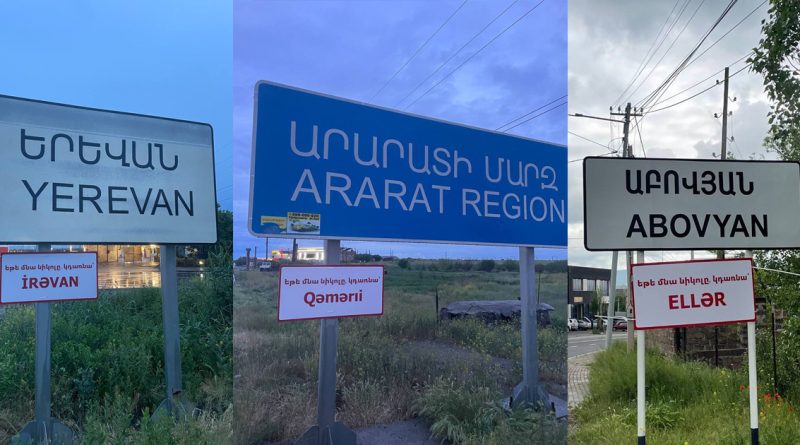 ԵՐԵՎԱՆ
YEREVAN
Եթե մնա նիկոլը, կդառնա՝
İRƏVAN
ԱՐԱՐԱՏԻ ՄԱՐԶ
ARARAT REGION
Եթե մնա նիկոլը, կդառնա՝
Qəmərli
ԱԲՈՎՅԱՆ
ABOVYAN
Եթե մնա նիկոլը, կդառնա՝
ELLƏR